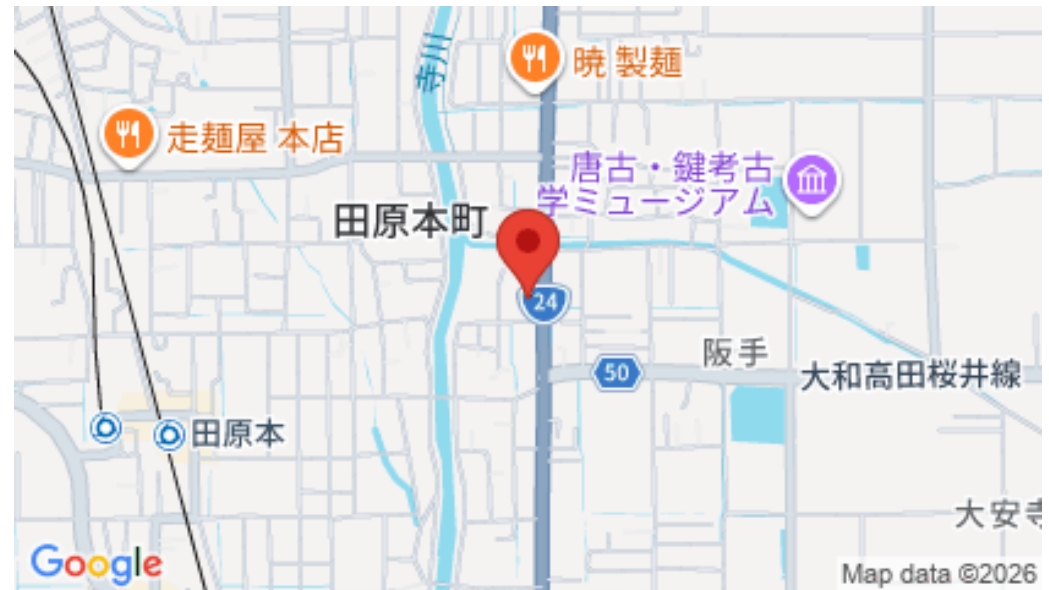 寺川
暁 製麺
走麺屋 本店
唐古・鍵考古
学ミュージアム
田原本町
24
阪手
50
大和高田桜井線
田原本
大安寺
Google
Map data ©2026